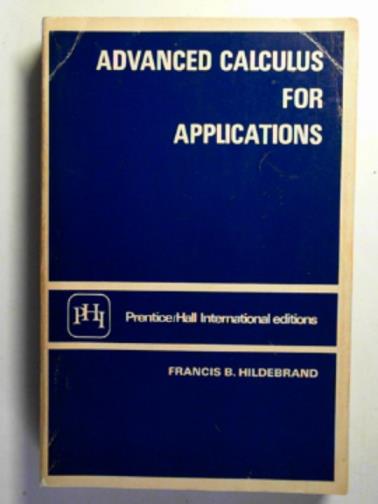 ADVANCED CALCULUS
FOR
APPLICATIONS
PHI
Prentice/Hall International editions
FRANCIS B. HILDEBRAND